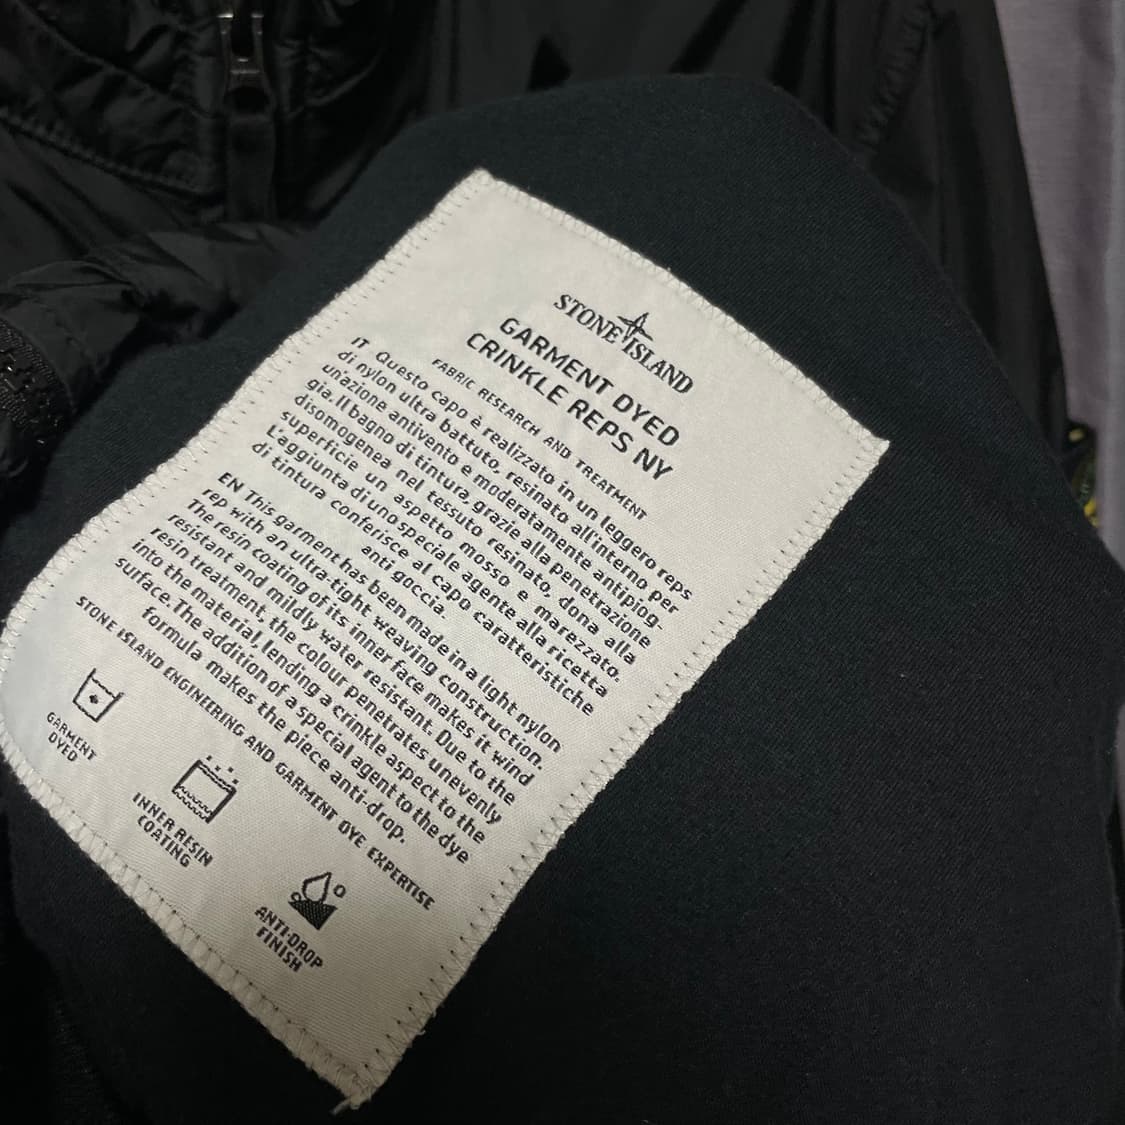 STONE ISLAND
GARMENT DYED
CRINKLE REPS NY
FABRIC RESEARCH AND TREATMENT
IT Questo capo è realizzato in un leggero reps
di nylon ultra battuto, resinato all'interno per
un'azione antivento e moderatamente antipiog.
gia. Il bagno di tintura, grazie alla penetrazione
disomogenea nel tessuto resinato, dona alla
superficie un aspetto mosso e marezzato.
L'aggiunta di uno speciale agente alla ricetta
di tintura conferisce al capo caratteristiche
anti goccia.
EN This garment has been made in a light nylon
rep with an ultra-tight weaving construction.
The resin coating of its inner face makes it wind
resistant and mildly water resistant. Due to the
resin treatment, the colour penetrates unevenly
into the material, lending a crinkle aspect to the
surface. The addition of a special agent to the dye
formula makes the piece anti-drop.
STONE ISLAND ENGINEERING AND GARMENT DYE EXPERTISE
GARMENT
DYED
INNER RESIN
COATING
ANTI-DROP
FINISH